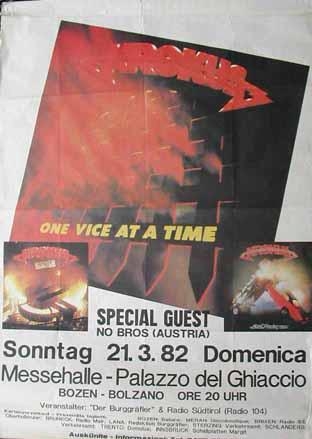 KROKUS
ONE VICE AT A TIME
SPECIAL GUEST
NO BROS (AUSTRIA)
Sonntag 21.3.82 Domenica
Messehalle - Palazzo del Ghiaccio
BOZEN - BOLZANO ORE 20 UHR
Veranstalter: "Der Burggräfler" & Radio Südtirol (Radio 104)